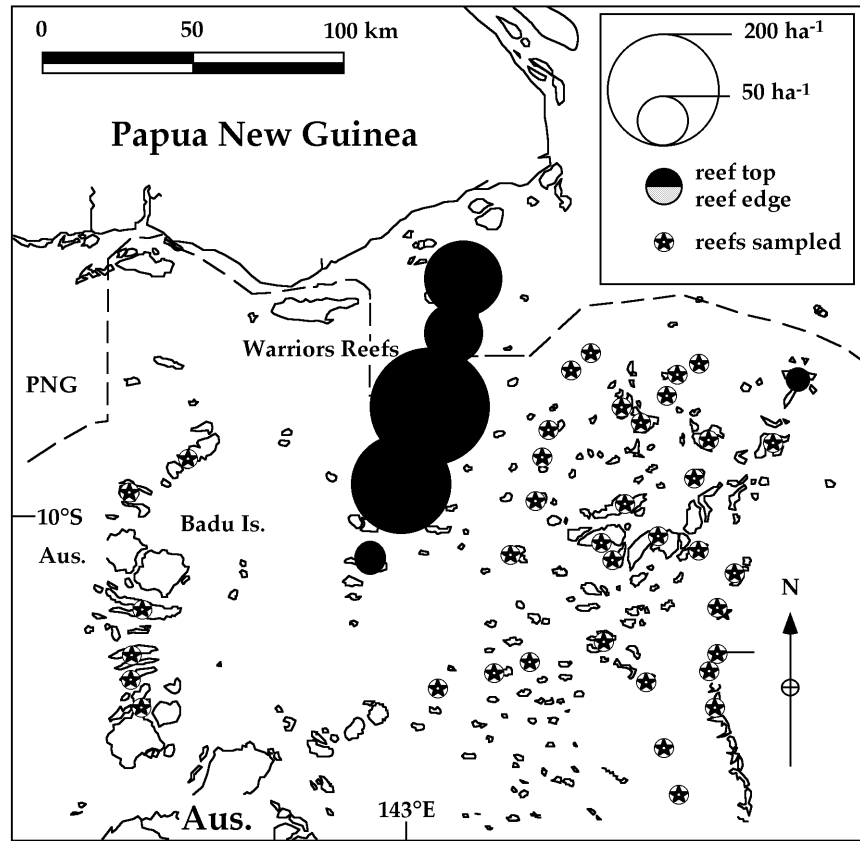 0 50 100 km
200 ha⁻¹
50 ha⁻¹
Papua New Guinea
reef top
reef edge
reefs sampled
Warriors Reefs
PNG
10°S
Badu Is.
Aus.
N
143°E
Aus.